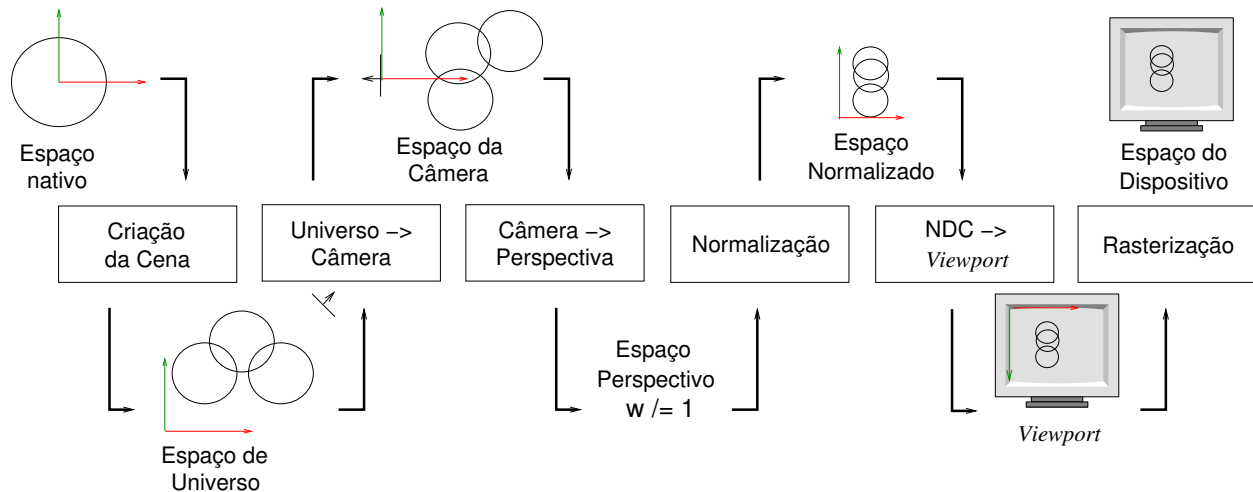 Espaço
nativo
Espaço da
Câmera
Espaço
Normalizado
Espaço do
Dispositivo
Criação
da Cena
Universo −>
Câmera
Câmera −>
Perspectiva
Normalização
NDC −>
Viewport
Rasterização
Espaço de
Universo
Espaço
Perspectivo
w /= 1
Viewport